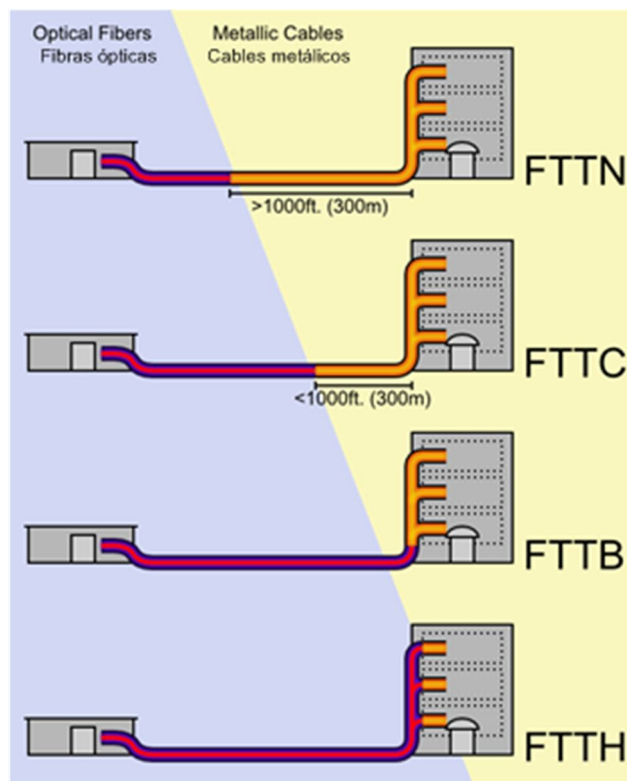 Optical Fibers
Fibras ópticas
Metallic Cables
Cables metálicos
FTTN
>1000ft. (300m)
FTTC
<1000ft. (300m)
FTTB
FTTH